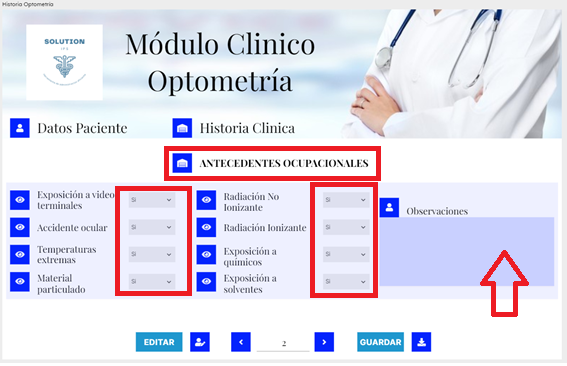 Historia Optometría
SOLUTION
IPS
Módulo Clinico
Optometría
Datos Paciente
Historia Clinica
ANTECEDENTES OCUPACIONALES
Exposición a video
terminales
Si
Radiación No
Ionizante
Si
Observaciones
Accidente ocular
Si
Radiación Ionizante
Si
Temperaturas
extremas
Si
Exposición a
químicos
Si
Material
particulado
Si
Exposición a
solventes
Si
EDITAR
2
GUARDAR